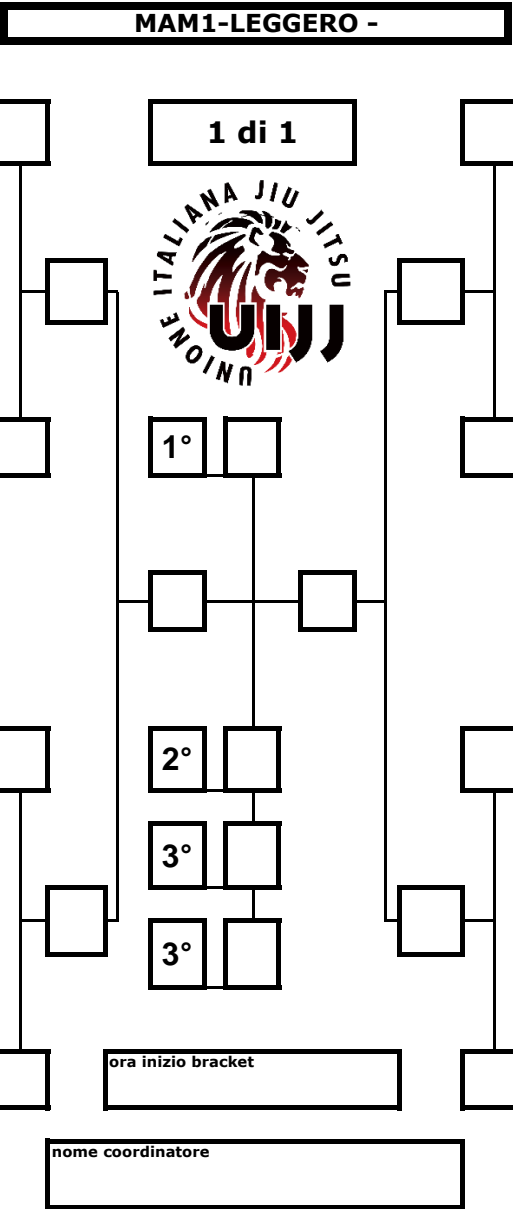 MAM1-LEGGERO -
1 di 1
UNIONE ITALIANA JIU JITSU
UIJJ
1°
2°
3°
3°
ora inizio bracket
nome coordinatore